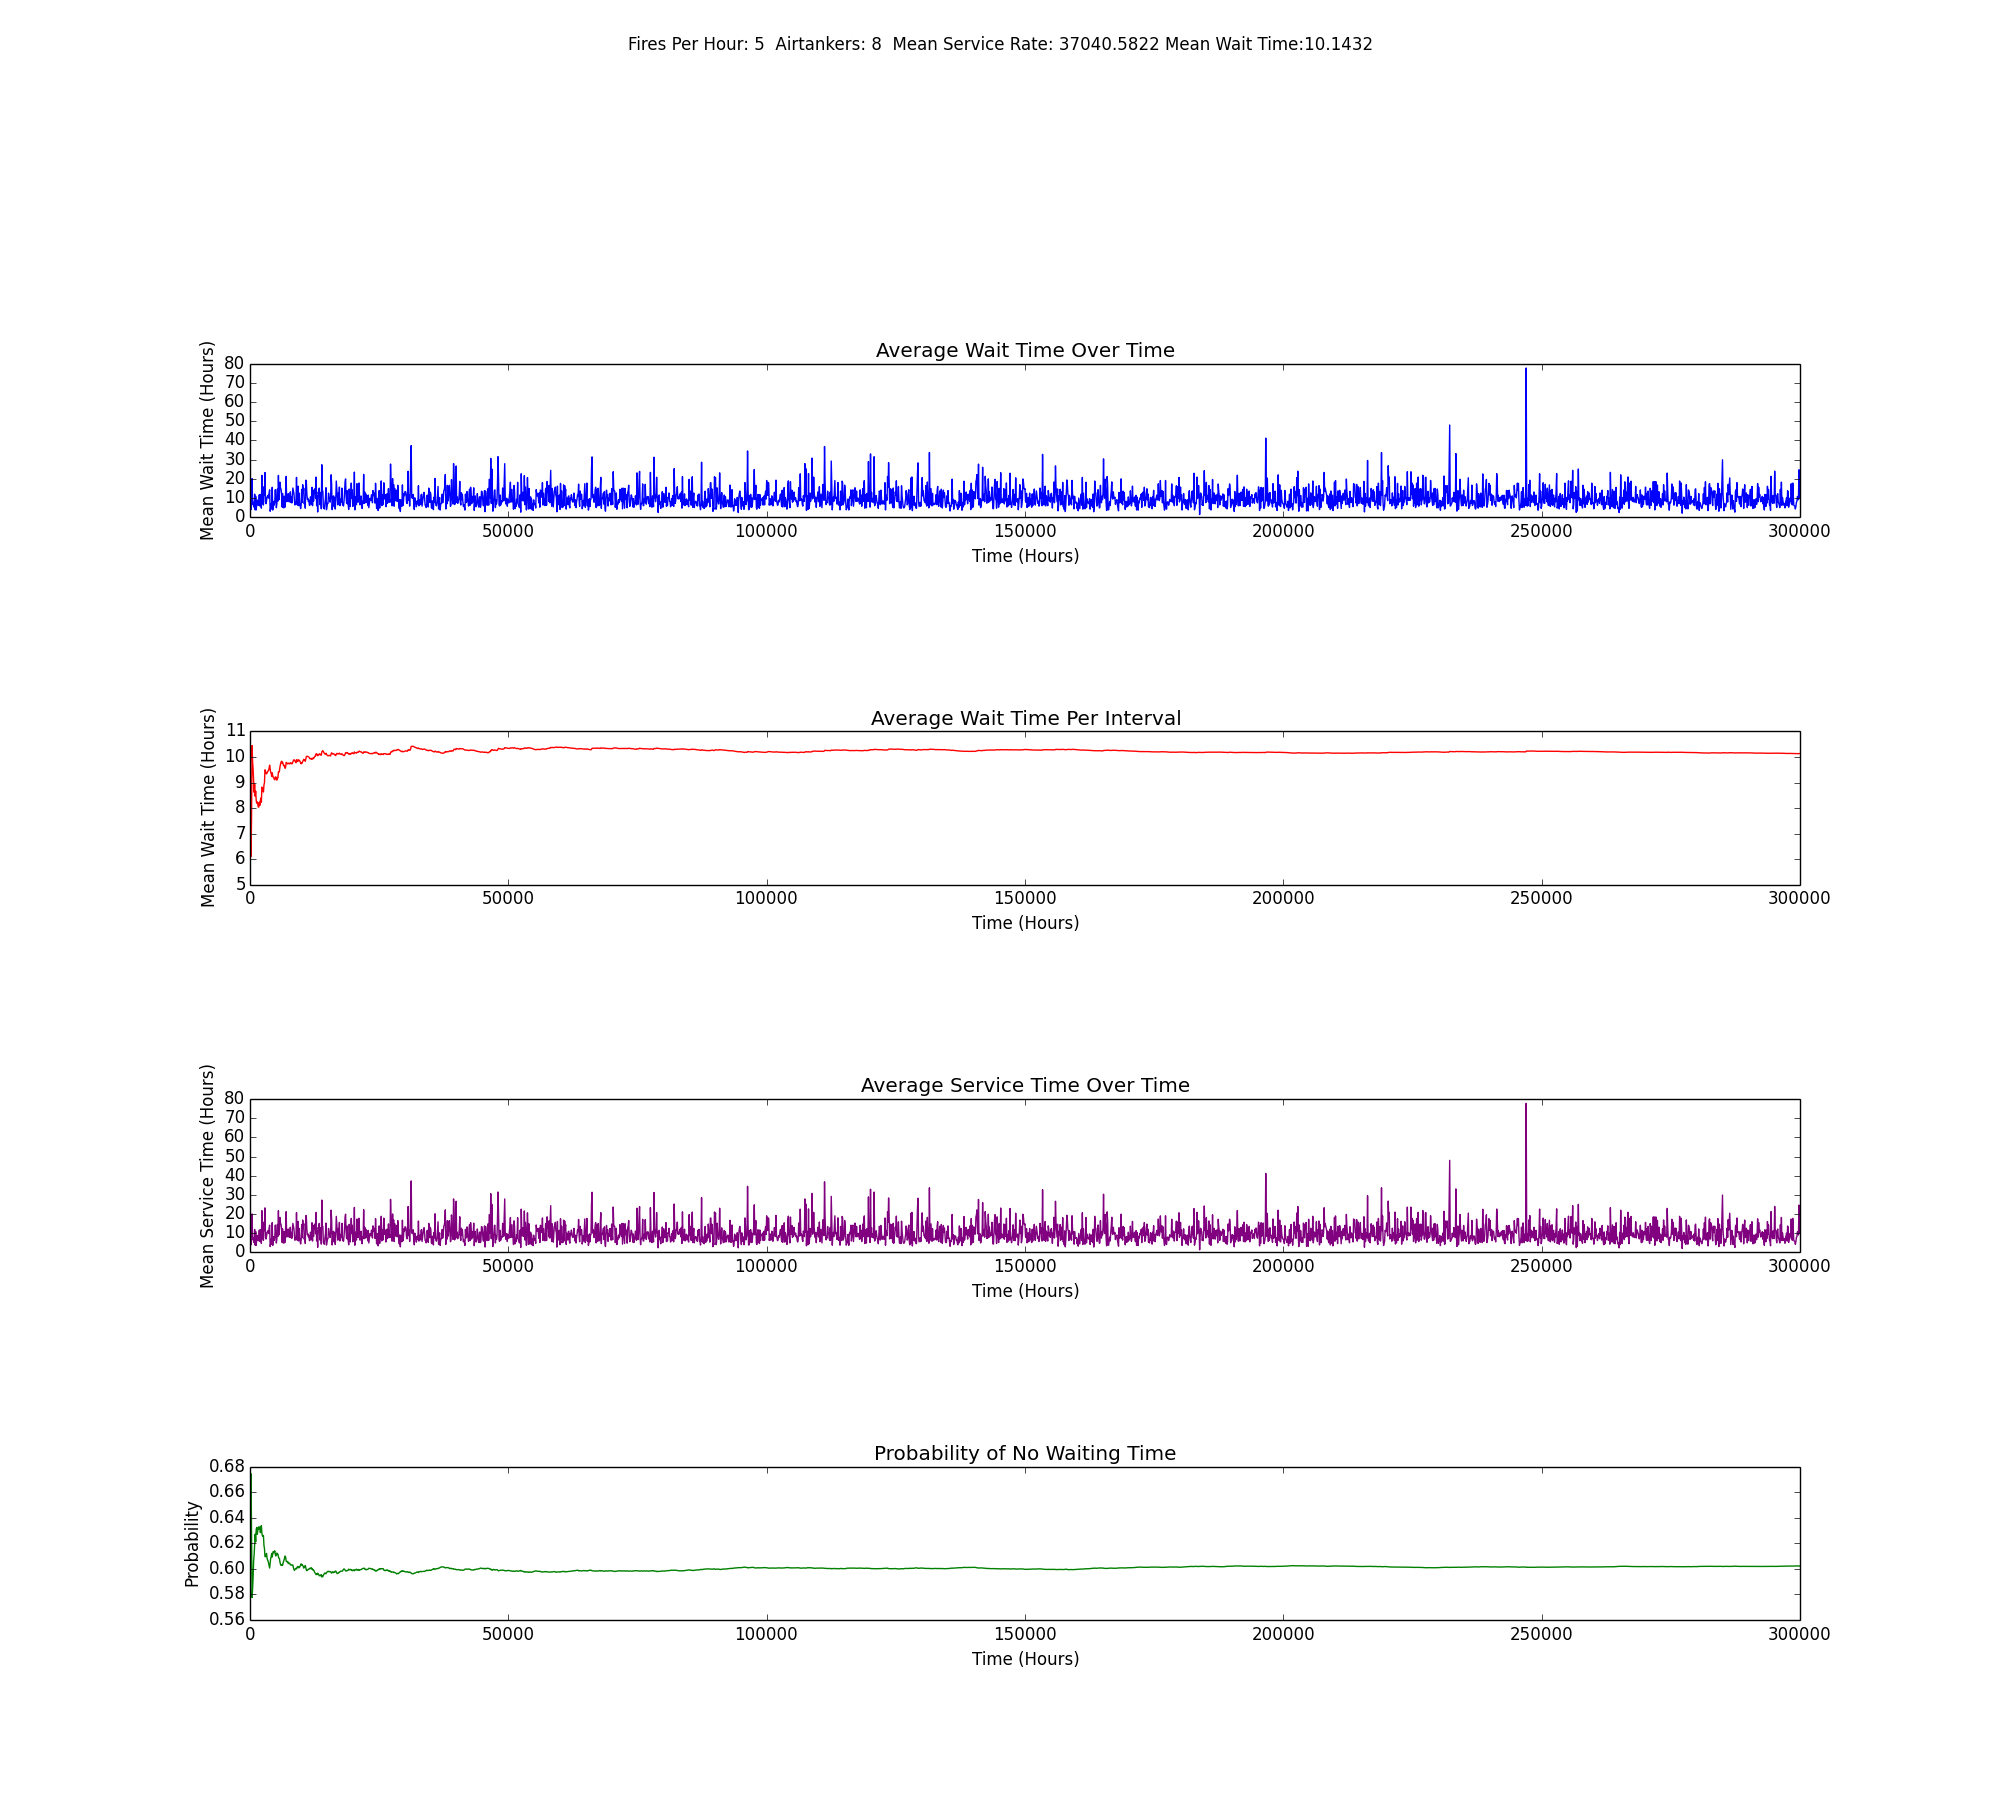 Fires Per Hour: 5  Airtankers: 8  Mean Service Rate: 37040.5822 Mean Wait Time:10.1432
Average Wait Time Over Time
Mean Wait Time (Hours)
80
70
60
50
40
30
20
10
0
0 50000 100000 150000 200000 250000 300000
Time (Hours)
Average Wait Time Per Interval
Mean Wait Time (Hours)
11
10
9
8
7
6
5
0 50000 100000 150000 200000 250000 300000
Time (Hours)
Average Service Time Over Time
Mean Service Time (Hours)
80
70
60
50
40
30
20
10
0
0 50000 100000 150000 200000 250000 300000
Time (Hours)
Probability of No Waiting Time
Probability
0.68
0.66
0.64
0.62
0.60
0.58
0.56
0 50000 100000 150000 200000 250000 300000
Time (Hours)